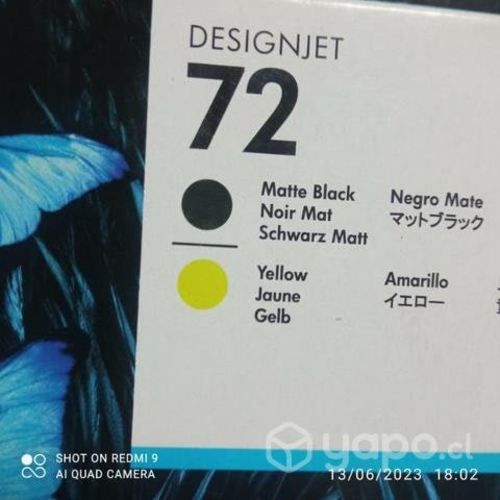 DESIGNJET
72
Matte Black
Noir Mat
Schwarz Matt
Negro Mate
マットブラック
Yellow
Jaune
Gelb
Amarillo
イエロー
SHOT ON REDMI 9
AI QUAD CAMERA
yapo.cl
13/06/2023 18:02